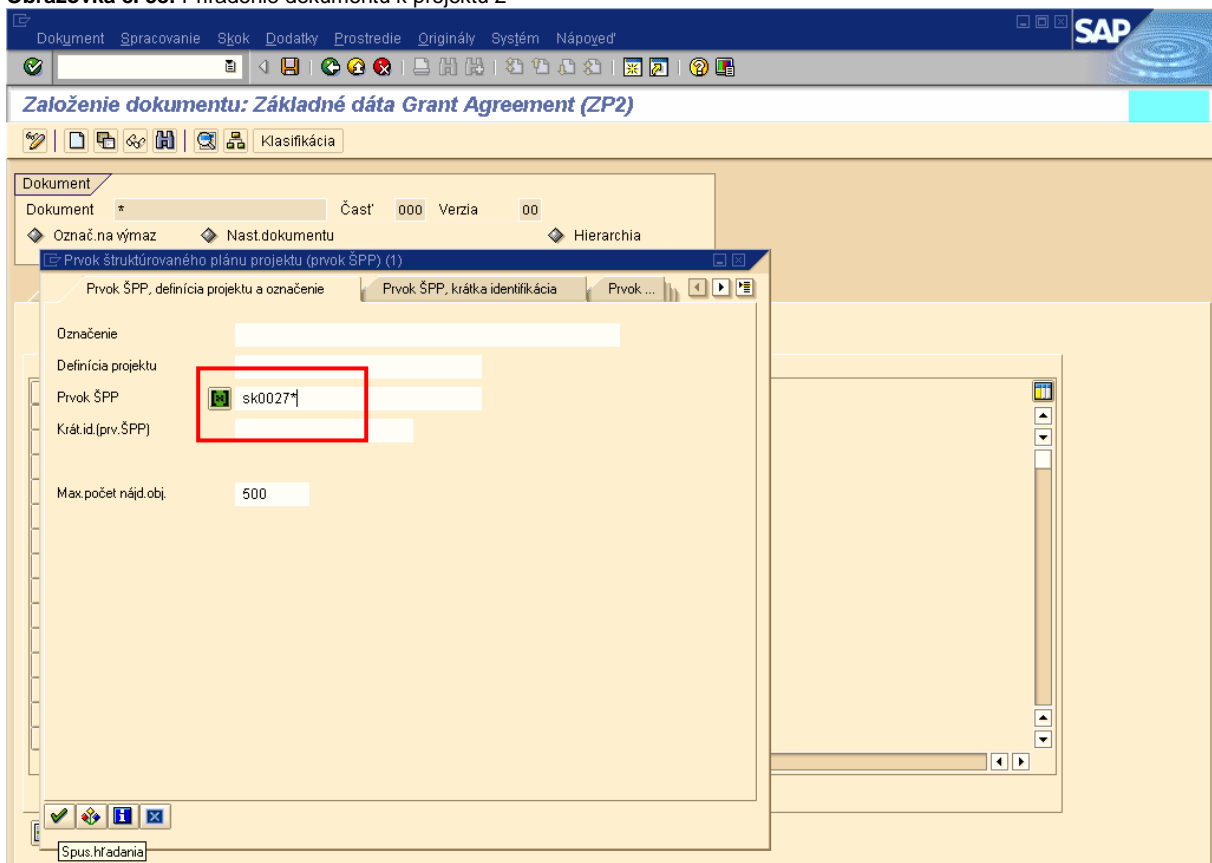 Obrazovka č. 38: Priradenie dokumentu k projektu 2
Dokument Spracovanie Skok Dodatky Prostredie Originály Systém Nápoveď
SAP
Založenie dokumentu: Základné dáta Grant Agreement (ZP2)
Klasifikácia
Dokument
Dokument * Časť 000 Verzia 00
Označ.na výmaz Nast.dokumentu Hierarchia
Prvok štruktúrovaného plánu projektu (prvok ŠPP) (1)
Prvok ŠPP, definícia projektu a označenie Prvok ŠPP, krátka identifikácia Prvok ...
Označenie
Definícia projektu
Prvok ŠPP sk0027*
Krát.id.(prv.ŠPP)
Max.počet nájd.obj. 500
Spus.hľadania